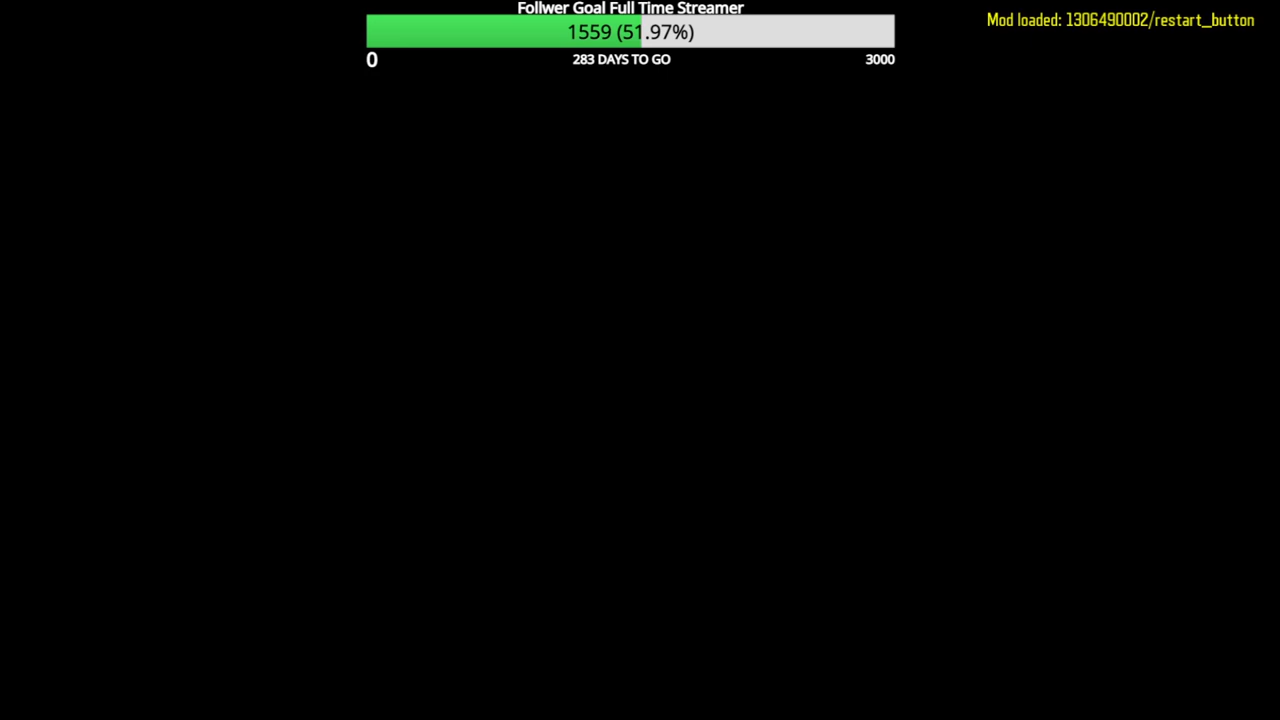 Follwer Goal Full Time Streamer
1559 (51.97%)
0
283 DAYS TO GO
3000
Mod loaded: 1306490002/restart_button